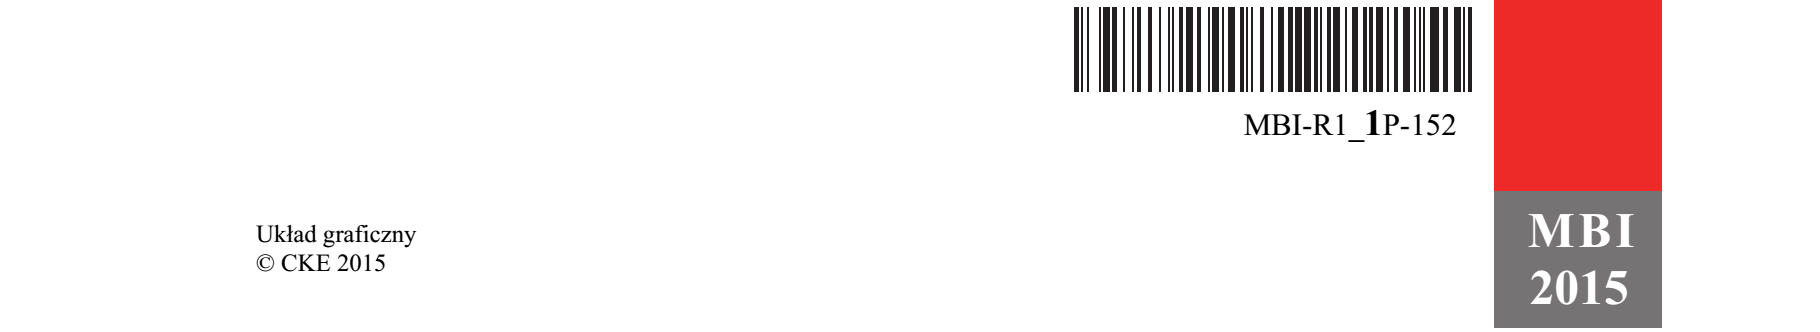 MBI-R1_1P-152
Układ graficzny
© CKE 2015
MBI
2015